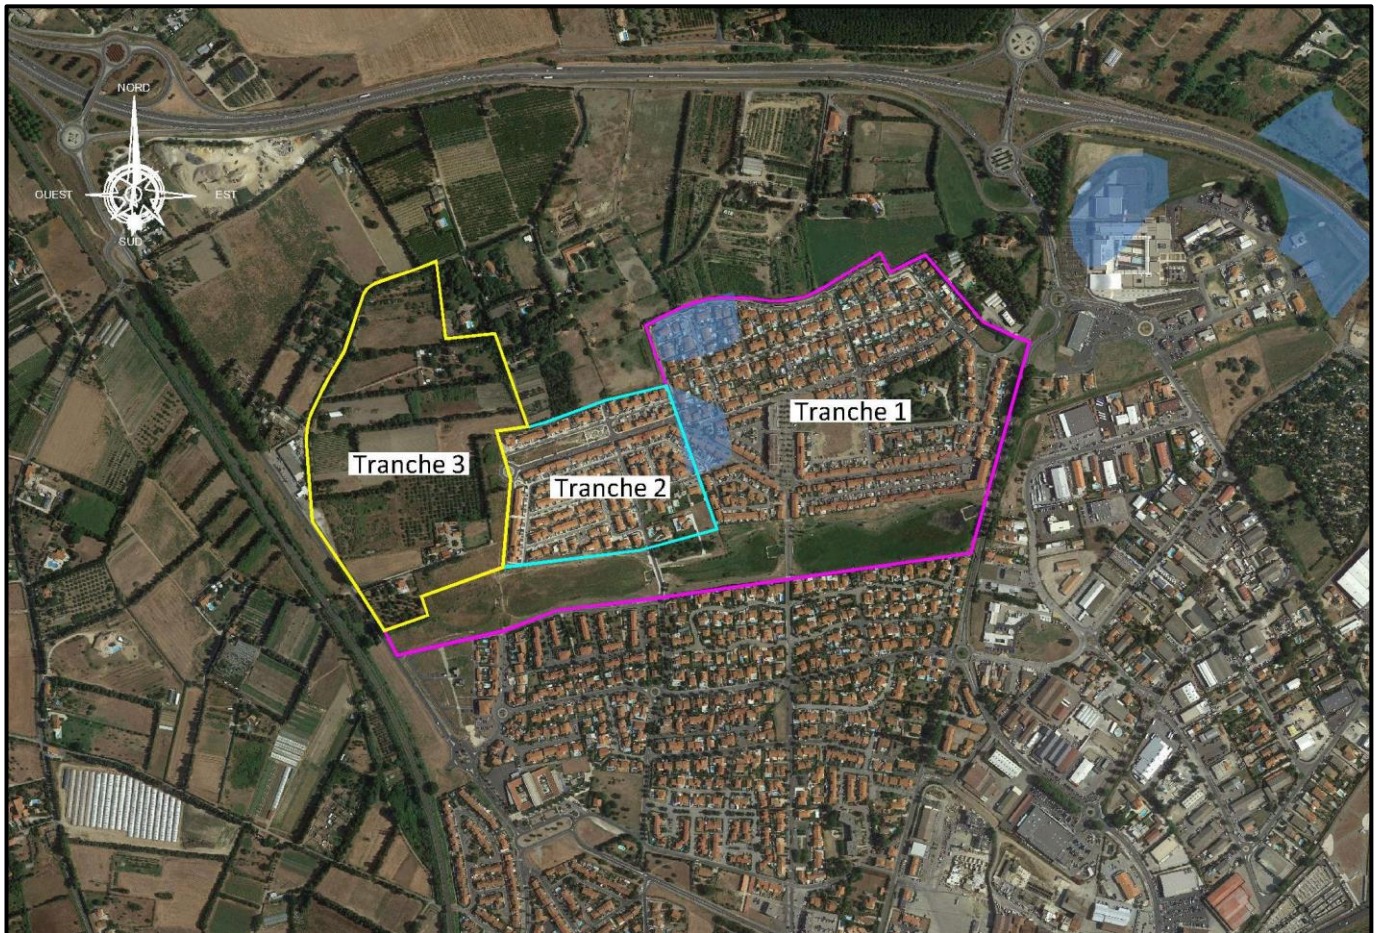 NORD
OUEST
EST
SUD
Tranche 1
Tranche 3
Tranche 2